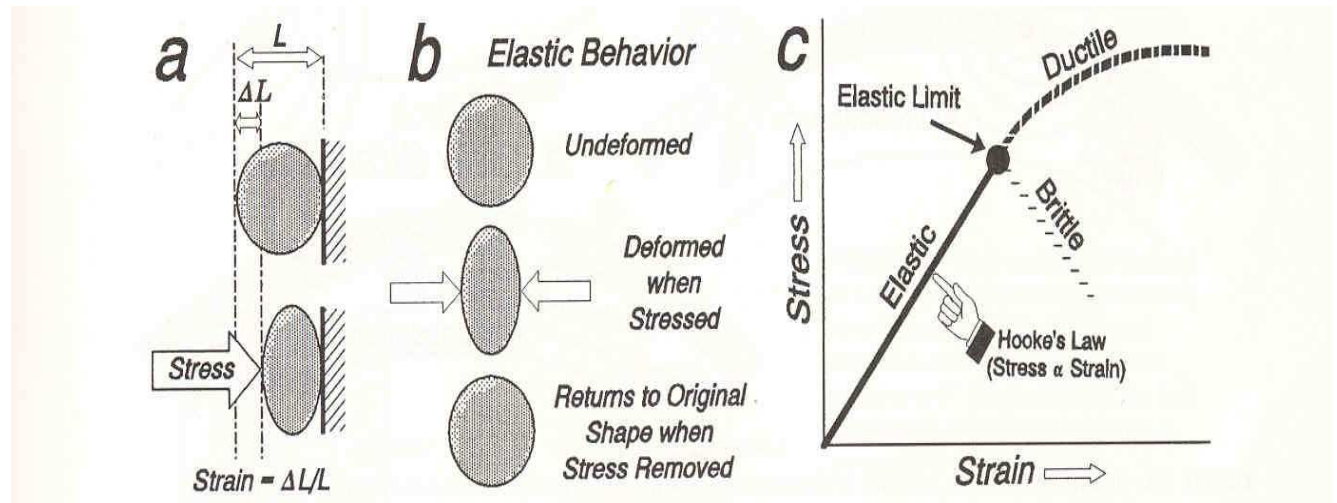 a
L
ΔL
Stress
Strain = ΔL/L
b
Elastic Behavior
Undeformed
Deformed
when
Stressed
Returns to Original
Shape when
Stress Removed
c
Ductile
Elastic Limit
Brittle
Elastic
Hooke's Law
(Stress α Strain)
Stress
Strain